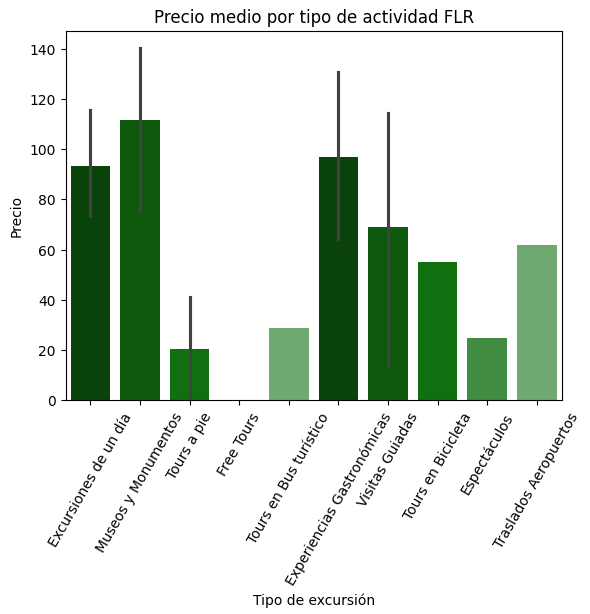 Precio medio por tipo de actividad FLR
140
120
100
80
60
40
20
0
Precio
Excursiones de un día
Museos y Monumentos
Tours a pie
Free Tours
Tours en Bus turístico
Experiencias Gastronómicas
Visitas Guiadas
Tours en Bicicleta
Espectáculos
Traslados Aeropuertos
Tipo de excursión